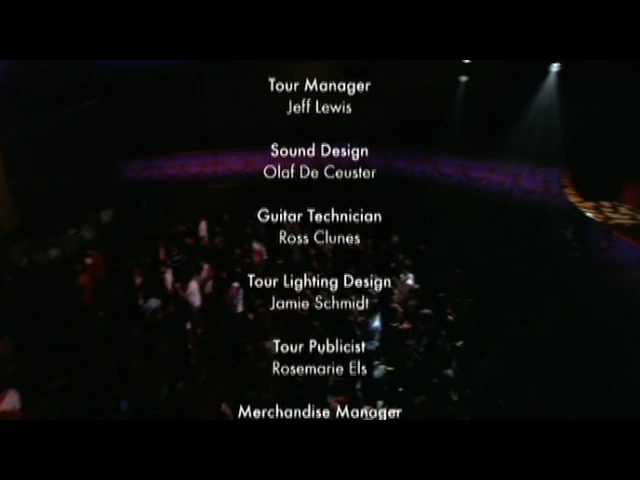 Tour Manager
Jeff Lewis
Sound Design
Olaf De Ceuster
Guitar Technician
Ross Clunes
Tour Lighting Design
Jamie Schmidt
Tour Publicist
Rosemarie Els
Merchandise Manager